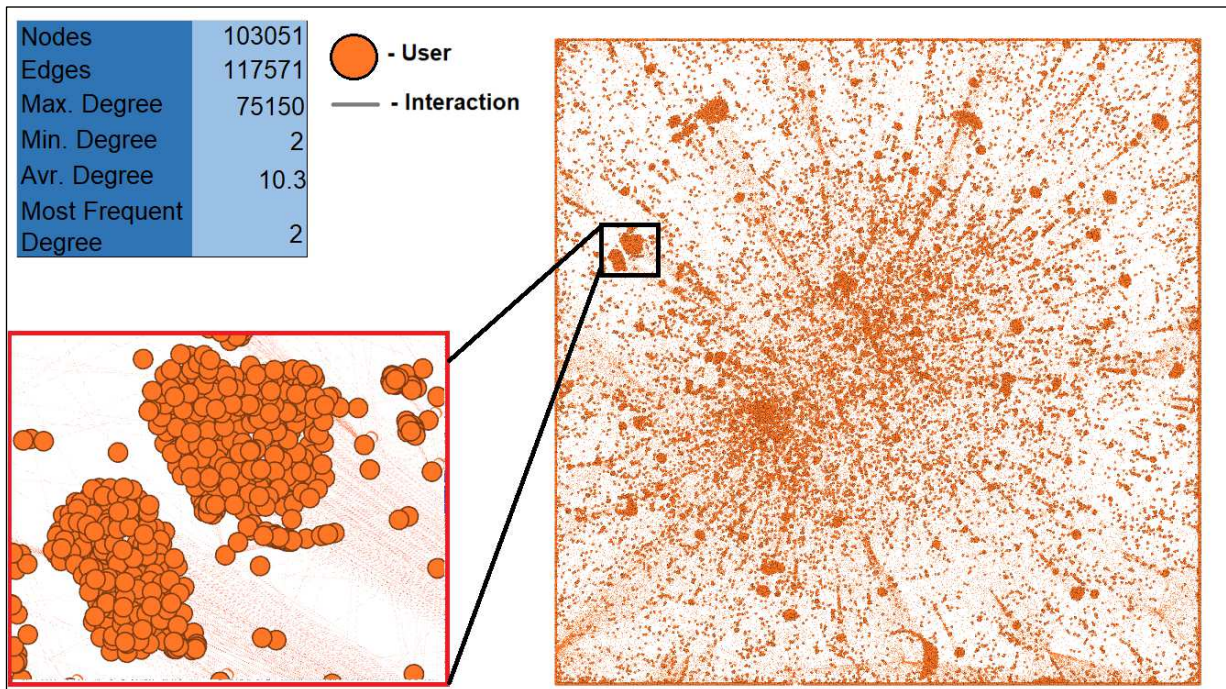 Nodes 103051
Edges 117571
Max. Degree 75150
Min. Degree 2
Avr. Degree 10.3
Most Frequent
Degree 2
- User
- Interaction